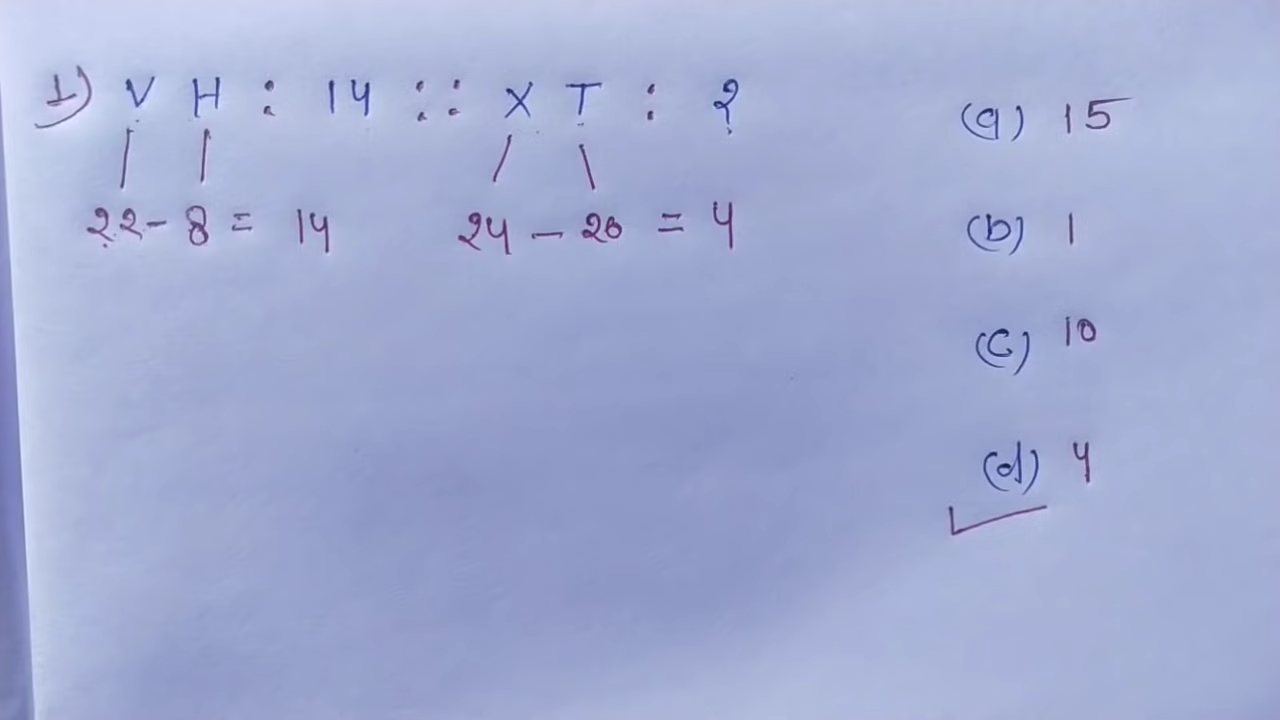 1) V H : 14 :: X T : ?
22 - 8 = 14 24 - 20 = 4
(a) 15
(b) 1
(c) 10
(d) 4